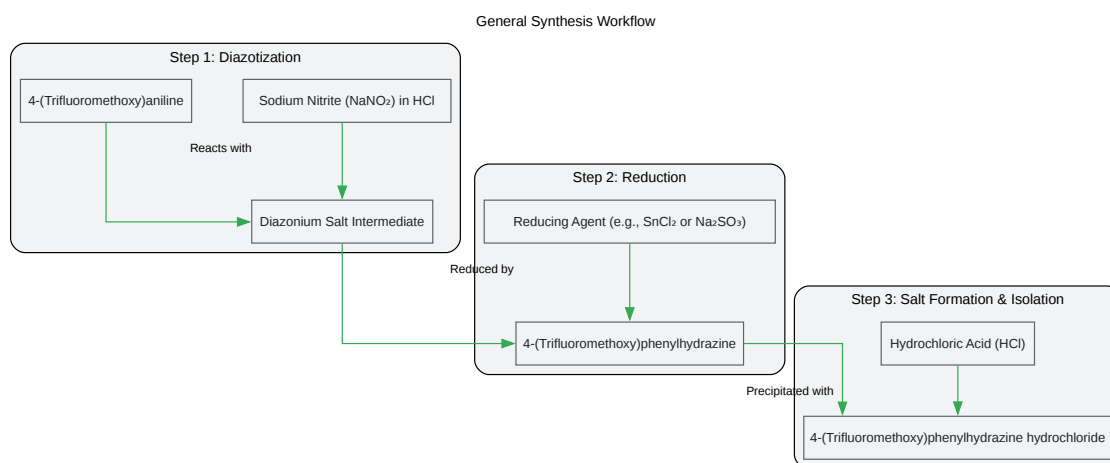 General Synthesis Workflow
Step 1: Diazotization
4-(Trifluoromethoxy)aniline
Sodium Nitrite (NaNO₂) in HCl
Reacts with
Diazonium Salt Intermediate
Step 2: Reduction
Reducing Agent (e.g., SnCl₂ or Na₂SO₃)
Reduced by
4-(Trifluoromethoxy)phenylhydrazine
Step 3: Salt Formation & Isolation
Hydrochloric Acid (HCl)
Precipitated with
4-(Trifluoromethoxy)phenylhydrazine hydrochloride